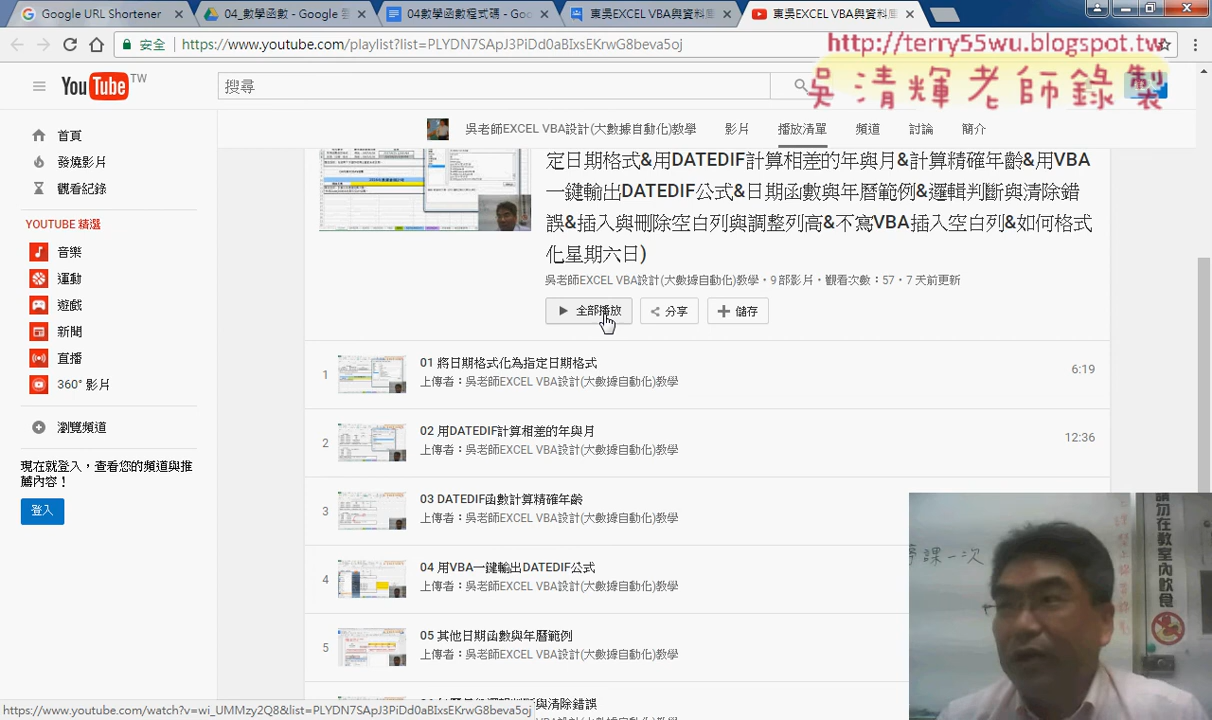 Google URL Shortener
04_數學函數 - Google 雲
04數學函數程式碼 - Goo
東吳EXCEL VBA與資料庫
東吳EXCEL VBA與資料庫
安全
https://www.youtube.com/playlist?list=PLYDN7SApJ3PiDd0aBIxsEKrwG8beva5oj
http://terry55wu.blogspot.tw
吳清輝老師錄製
YouTube TW
搜尋
吳老師EXCEL VBA設計(大數據自動化)教學
影片
播放清單
頻道
討論
簡介
首頁
發燒影片
觀看紀錄
YOUTUBE 精選
音樂
運動
遊戲
新聞
直播
360° 影片
瀏覽頻道
現在就登入，查看您的頻道與推
薦內容！
登入
定日期格式&用DATEDIF計算相差的年與月&計算精確年齡&用VBA
一鍵輸出DATEDIF公式&日期函數與年曆範例&邏輯判斷與清除錯
誤&插入與刪除空白列與調整列高&不寫VBA插入空白列&如何格式
化星期六日)
吳老師EXCEL VBA設計(大數據自動化)教學・9 部影片・觀看次數：57・7 天前更新
全部播放
分享
儲存
1
01 將日期格式化為指定日期格式
上傳者：吳老師EXCEL VBA設計(大數據自動化)教學
6:19
2
02 用DATEDIF計算相差的年與月
上傳者：吳老師EXCEL VBA設計(大數據自動化)教學
12:36
3
03 DATEDIF函數計算精確年齡
上傳者：吳老師EXCEL VBA設計(大數據自動化)教學
4
04 用VBA一鍵輸出DATEDIF公式
上傳者：吳老師EXCEL VBA設計(大數據自動化)教學
5
05 其他日期函數與年曆範例
上傳者：吳老師EXCEL VBA設計(大數據自動化)教學
與清除錯誤
課一次
請勿在教室內飲食
https://www.youtube.com/watch?v=wi_UMMzy2Q8&list=PLYDN7SApJ3PiDd0aBIxsEKrwG8beva5oj